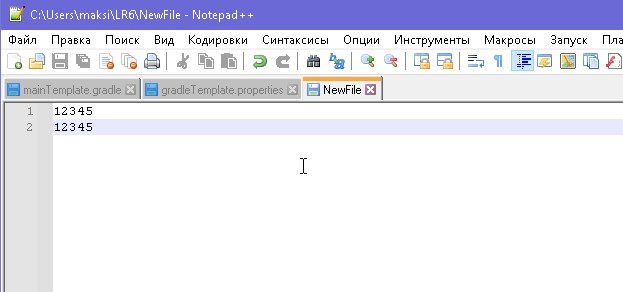 C:\Users\maksi\LR6\NewFile - Notepad++
Файл Правка Поиск Вид Кодировки Синтаксисы Опции Инструменты Макросы Запуск Пла
mainTemplate.gradle gradleTemplate.properties NewFile
1 12345
2 12345